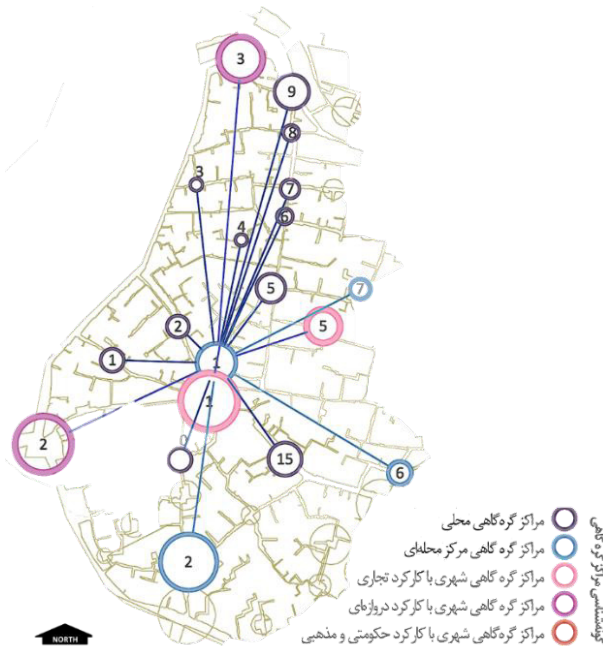 3
9
8
3
7
6
4
5
7
5
2
1
1
1
2
15
6
2
NORTH
مراکز گره‌گاهی محلی
مراکز گره گاهی مرکز محله‌ای
مراکز گره گاهی شهری با کارکرد تجاری
مراکز گره گاهی شهری با کارکرد دروازه‌ای
مراکز گره‌گاهی شهری با کارکرد حکومتی و مذهبی
گونه‌شناسی مراکز گره گاهی